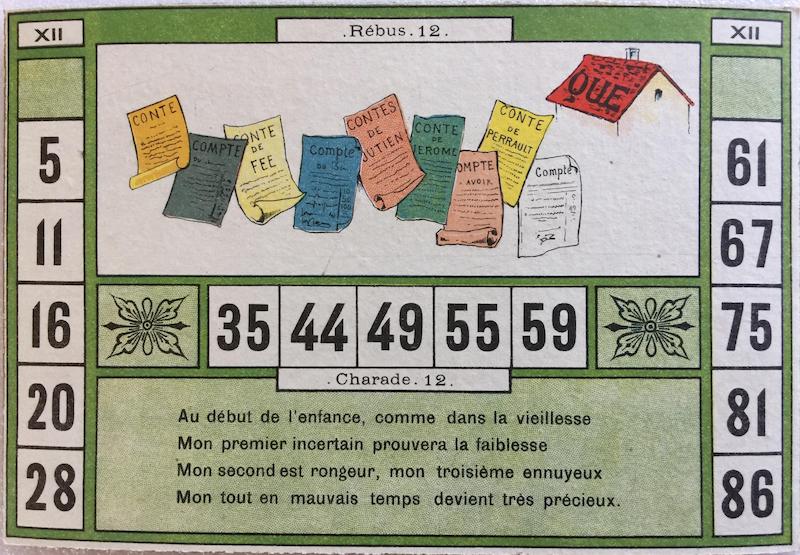 XII
.Rébus.12.
XII
CONTE
COMPTE
DU
CONTE
DE
FEE
Compte
DU
CONTES
DE
JUTIEN
CONTE
DE
JEROME
COMPTE
AVOIR
CONTE
DE
PERRAULT
Compte
QUE
5
11
16
20
28
35 44 49 55 59
61
67
75
81
86
.Charade.12.
Au début de l'enfance, comme dans la vieillesse
Mon premier incertain prouvera la faiblesse
Mon second est rongeur, mon troisième ennuyeux
Mon tout en mauvais temps devient très précieux.